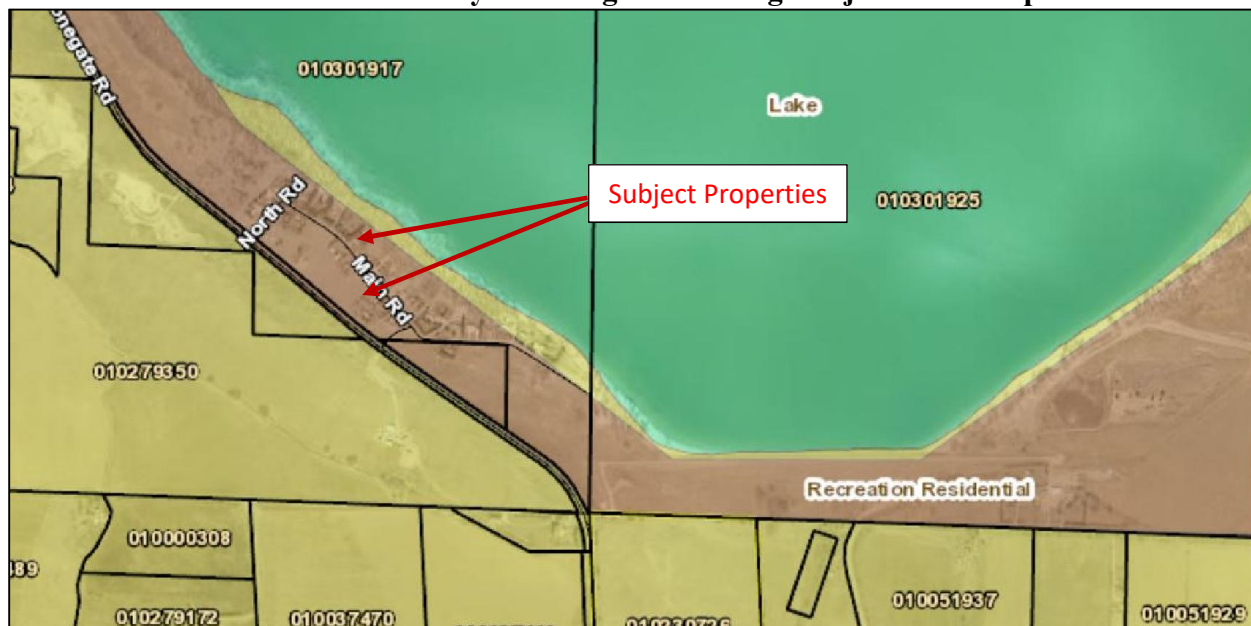 010301917
Lake
North Rd
Subject Properties
010301925
Main Rd
010279350
Recreation Residential
010000308
010279172
010037470
010051937
010051929